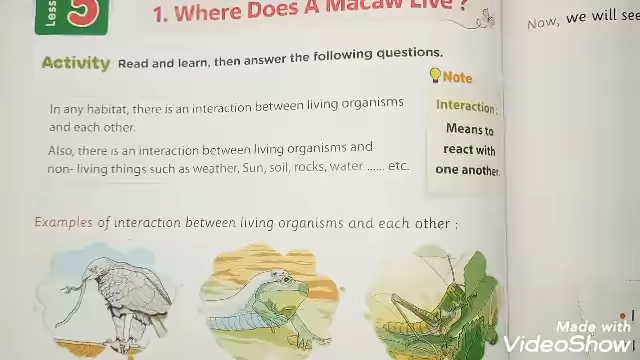 Less
5
1. Where Does A Macaw Live ?
Now, we will see
Activity Read and learn, then answer the following questions.
Note
In any habitat, there is an interaction between living organisms
and each other.
Also, there is an interaction between living organisms and
non- living things such as weather, Sun, soil, rocks, water ...... etc.
Interaction:
Means to
react with
one another.
Examples of interaction between living organisms and each other :
Made with
VideoShow